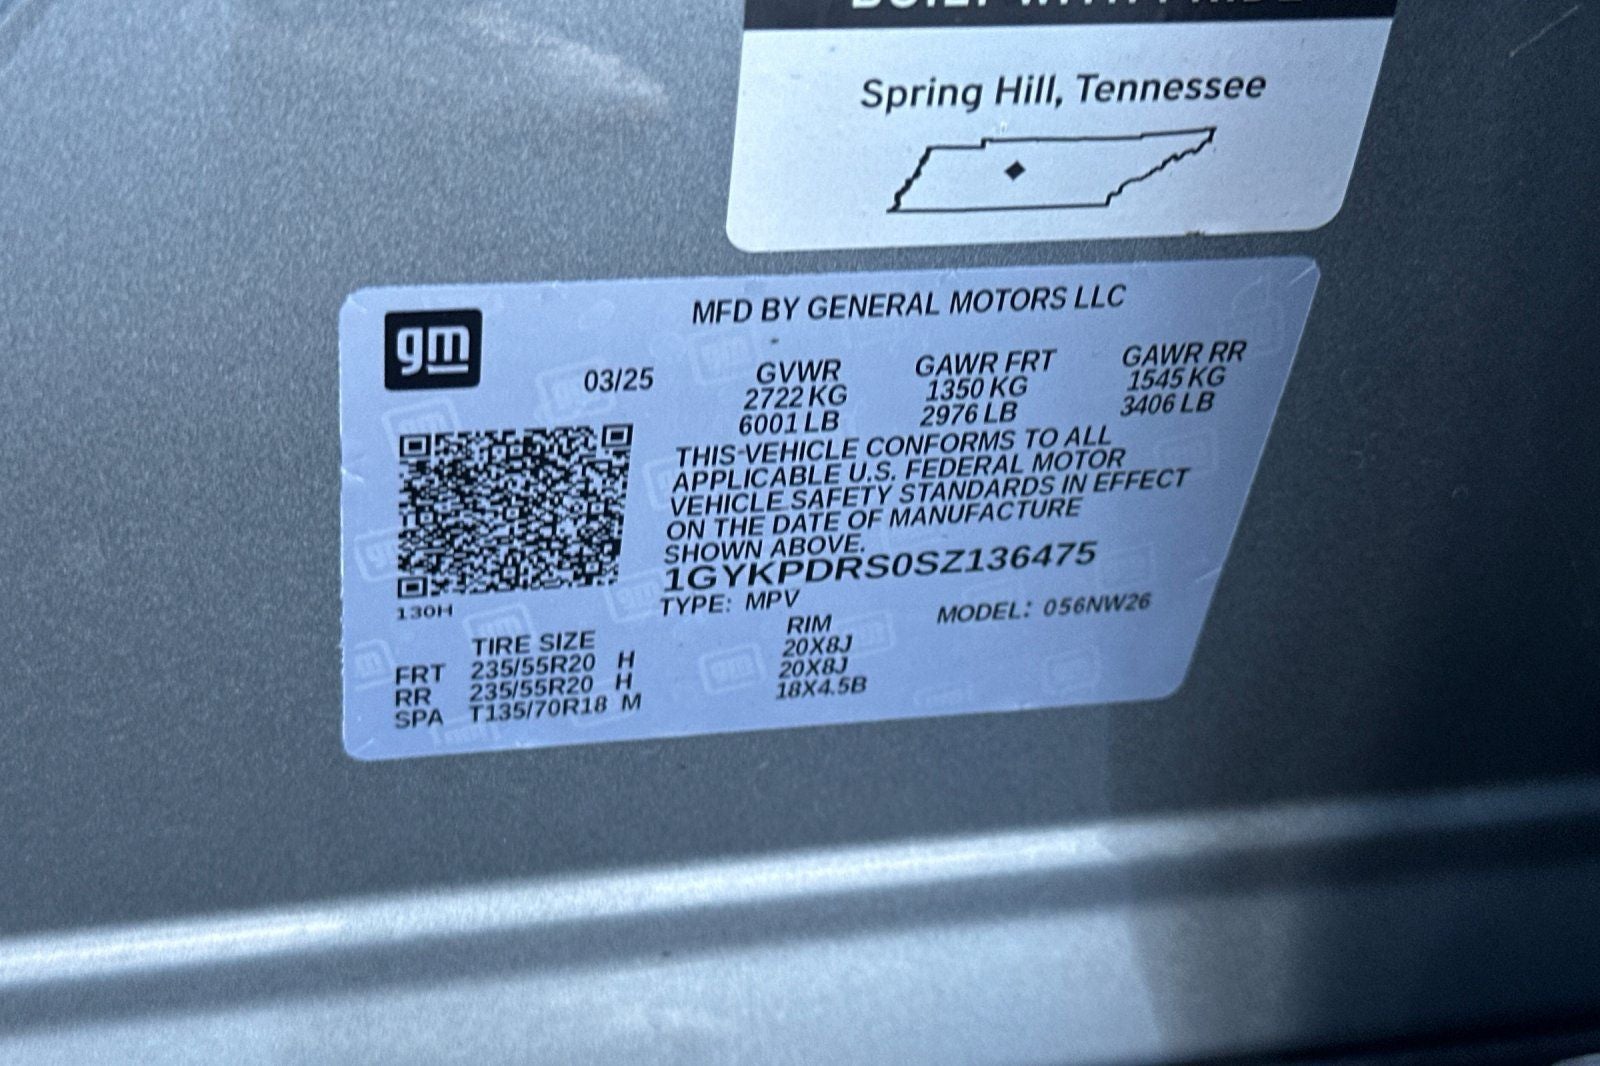 BUILT WITH PRIDE
Spring Hill, Tennessee
gm
MFD BY GENERAL MOTORS LLC
03/25 GVWR GAWR FRT GAWR RR
2722 KG 1350 KG 1545 KG
6001 LB 2976 LB 3406 LB
THIS VEHICLE CONFORMS TO ALL
APPLICABLE U.S. FEDERAL MOTOR
VEHICLE SAFETY STANDARDS IN EFFECT
ON THE DATE OF MANUFACTURE
SHOWN ABOVE.
1GYKPDRS0SZ136475
130H TYPE: MPV MODEL: 056NW26
TIRE SIZE RIM
FRT 235/55R20 H 20X8J
RR 235/55R20 H 20X8J
SPA T135/70R18 M 18X4.5B